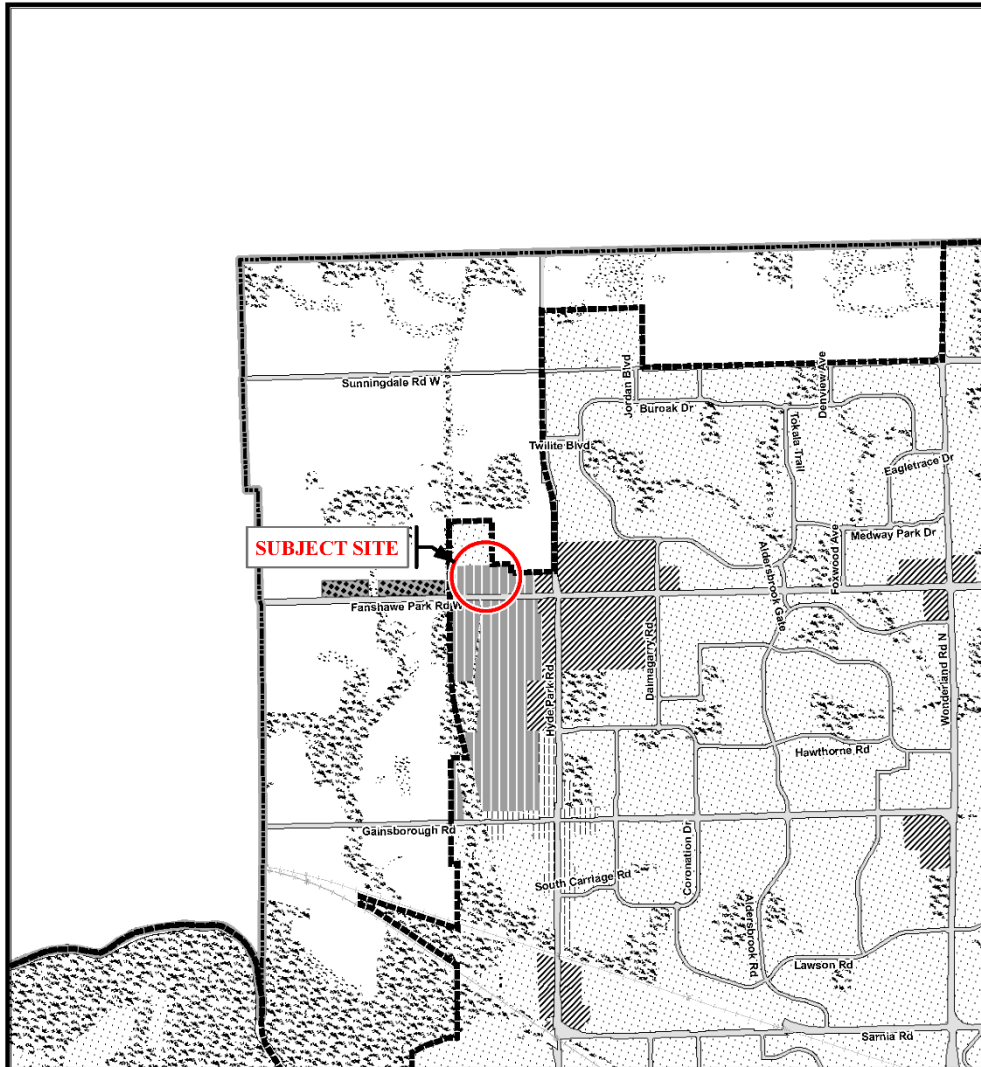 Sunningdale Rd W
Jordan Blvd
Denview Ave
Buroak Dr
Tokala Trail
Twilite Blvd
Eagletrace Dr
SUBJECT SITE
Medway Park Dr
Foxwood Ave
Aldersbrook Gate
Fanshawe Park Rd W
Dalmagarry Rd
Hyde Park Rd
Wonderland Rd N
Hawthorne Rd
Gainsborough Rd
Coronation Dr
South Carriage Rd
Aldersbrook Rd
Lawson Rd
Sarnia Rd